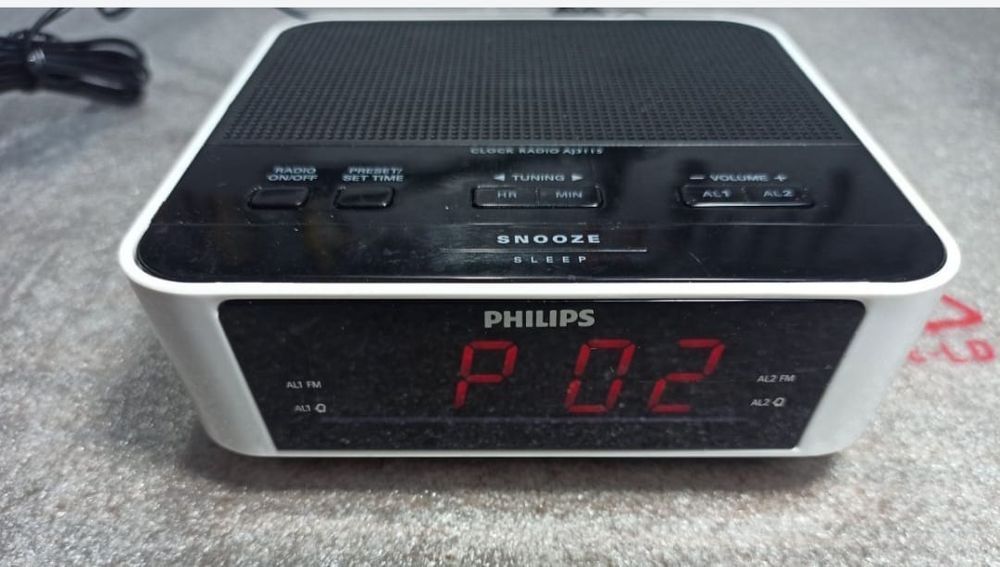 CLOCK RADIO AJ3115
RADIO ON/OFF
PRESET/ SET TIME
◄ TUNING ►
HR MIN
− VOLUME +
AL1 AL2
SNOOZE
SLEEP
PHILIPS
P 02
AL1 FM
AL1
AL2 FM
AL2